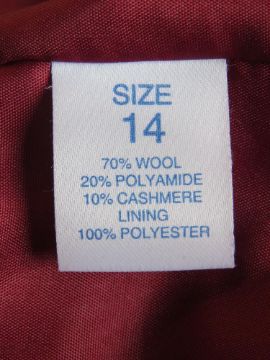 SIZE
14
70% WOOL
20% POLYAMIDE
10% CASHMERE
LINING
100% POLYESTER